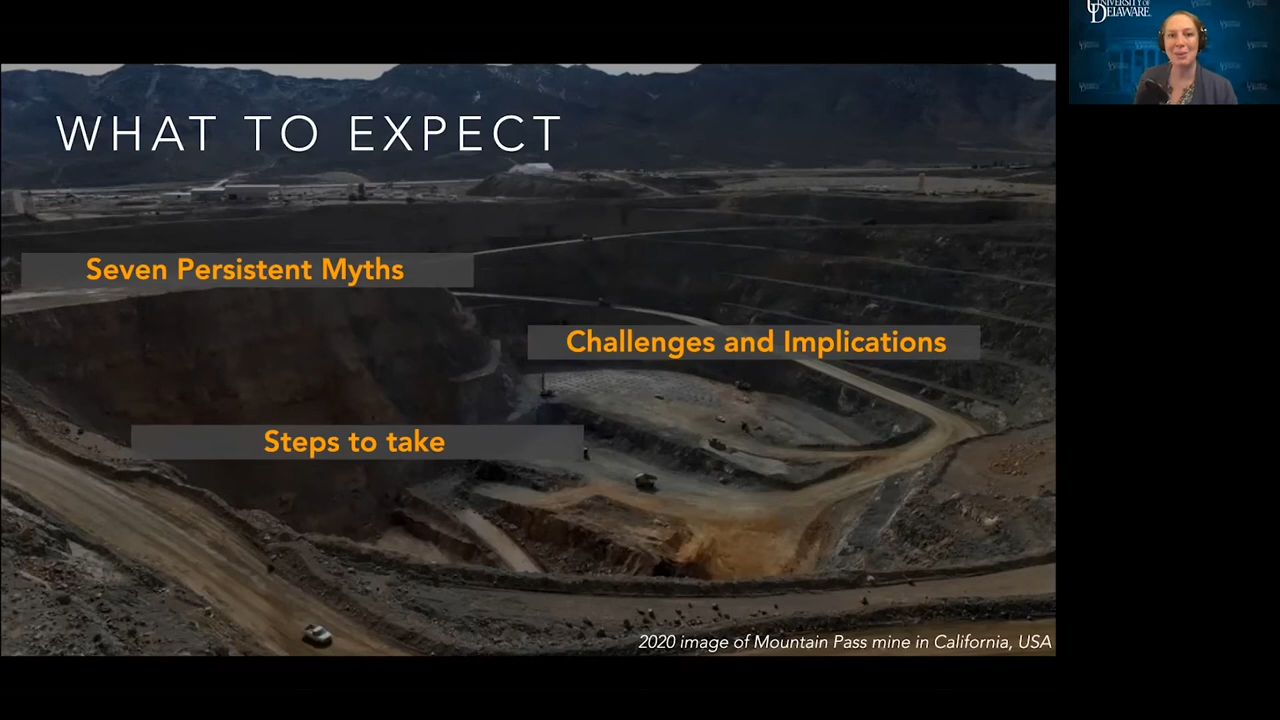 UNIVERSITY OF
DELAWARE
WHAT TO EXPECT
Seven Persistent Myths
Challenges and Implications
Steps to take
2020 image of Mountain Pass mine in California, USA